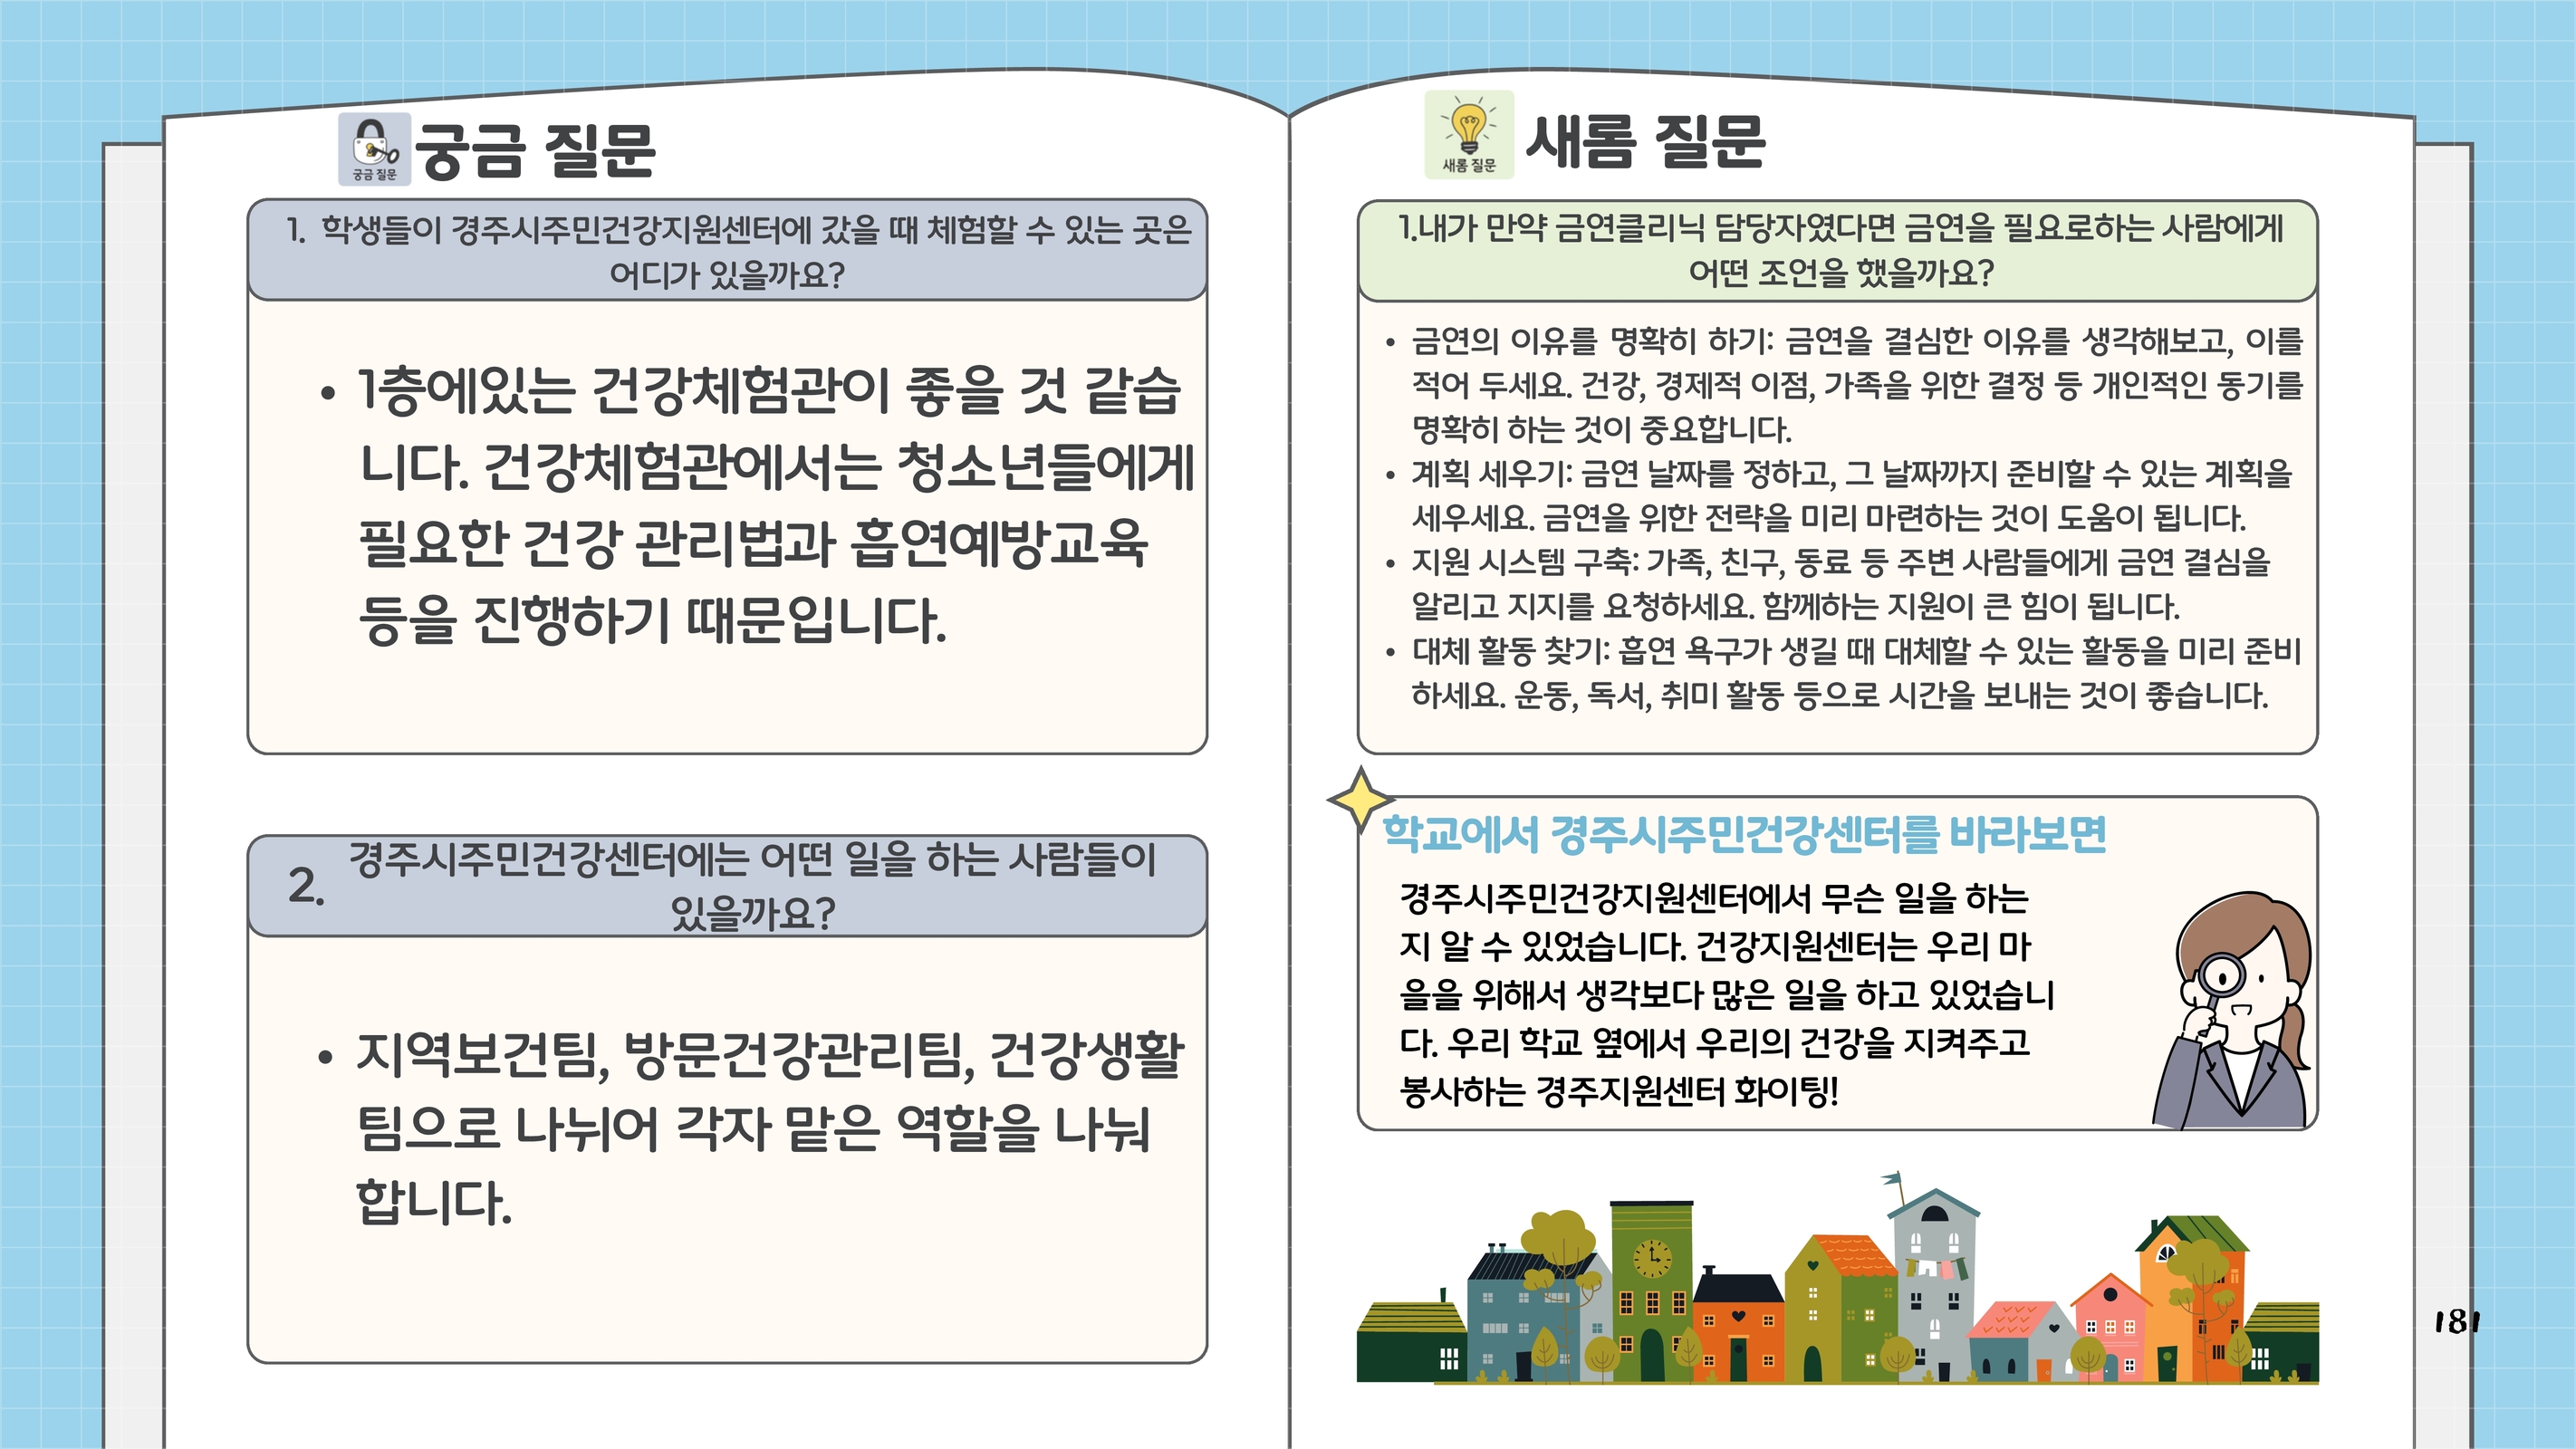 궁금 질문
궁금 질문
1. 학생들이 경주시주민건강지원센터에 갔을 때 체험할 수 있는 곳은
어디가 있을까요?
• 1층에있는 건강체험관이 좋을 것 같습
니다. 건강체험관에서는 청소년들에게
필요한 건강 관리법과 흡연예방교육
등을 진행하기 때문입니다.
2. 경주시주민건강센터에는 어떤 일을 하는 사람들이
있을까요?
• 지역보건팀, 방문건강관리팀, 건강생활
팀으로 나뉘어 각자 맡은 역할을 나눠
합니다.
새롬 질문
새롬 질문
1.내가 만약 금연클리닉 담당자였다면 금연을 필요로하는 사람에게
어떤 조언을 했을까요?
• 금연의 이유를 명확히 하기: 금연을 결심한 이유를 생각해보고, 이를
적어 두세요. 건강, 경제적 이점, 가족을 위한 결정 등 개인적인 동기를
명확히 하는 것이 중요합니다.
• 계획 세우기: 금연 날짜를 정하고, 그 날짜까지 준비할 수 있는 계획을
세우세요. 금연을 위한 전략을 미리 마련하는 것이 도움이 됩니다.
• 지원 시스템 구축: 가족, 친구, 동료 등 주변 사람들에게 금연 결심을
알리고 지지를 요청하세요. 함께하는 지원이 큰 힘이 됩니다.
• 대체 활동 찾기: 흡연 욕구가 생길 때 대체할 수 있는 활동을 미리 준비
하세요. 운동, 독서, 취미 활동 등으로 시간을 보내는 것이 좋습니다.
학교에서 경주시주민건강센터를 바라보면
경주시주민건강지원센터에서 무슨 일을 하는
지 알 수 있었습니다. 건강지원센터는 우리 마
을을 위해서 생각보다 많은 일을 하고 있었습니
다. 우리 학교 옆에서 우리의 건강을 지켜주고
봉사하는 경주지원센터 화이팅!
181